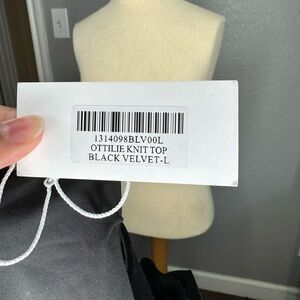 1314098BLV00L
OTTILIE KNIT TOP
BLACK VELVET-L